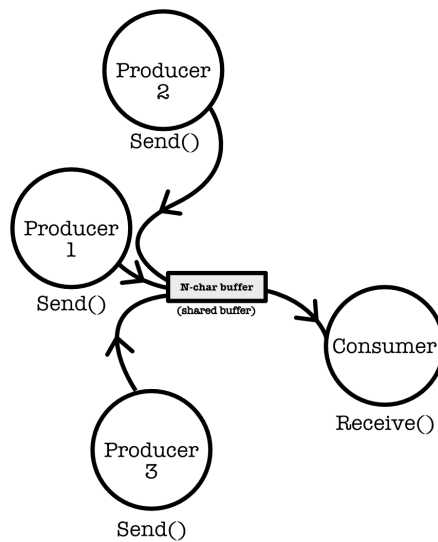 Producer
2
Send()
Producer
1
Send()
N-char buffer
(shared buffer)
Consumer
Receive()
Producer
3
Send()